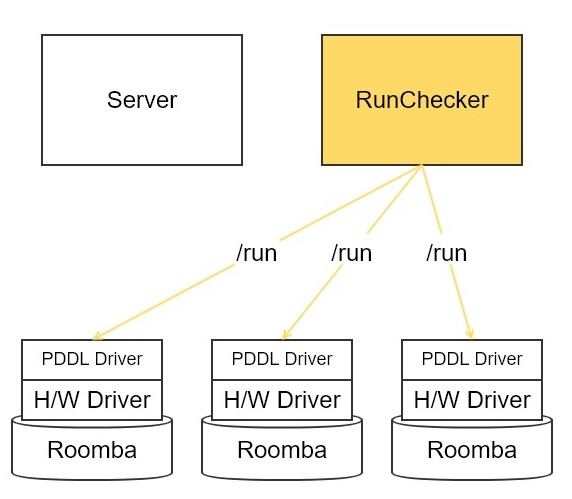 Server
RunChecker
/run
/run
/run
PDDL Driver
PDDL Driver
PDDL Driver
H/W Driver
H/W Driver
H/W Driver
Roomba
Roomba
Roomba